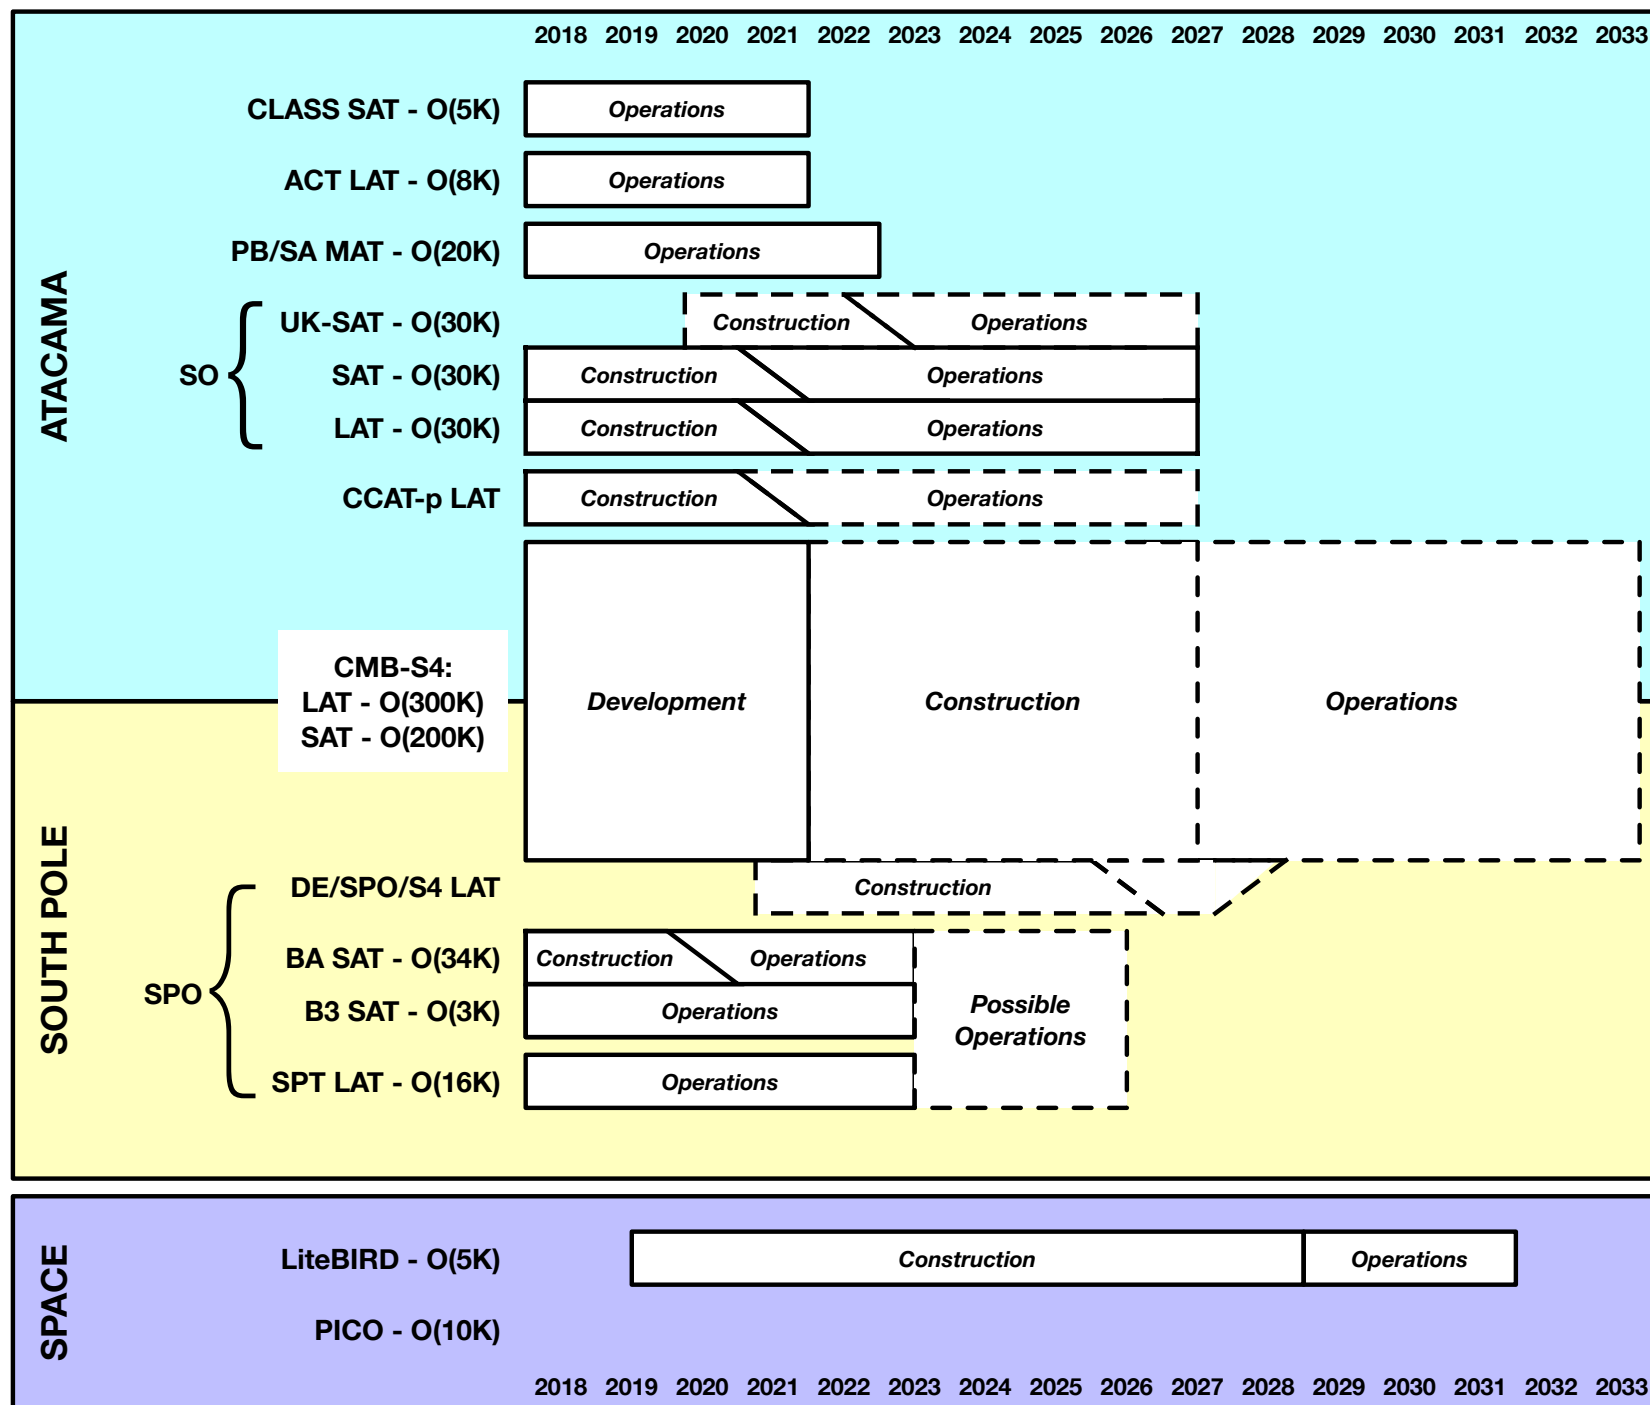 2018 2019 2020 2021 2022 2023 2024 2025 2026 2027 2028 2029 2030 2031 2032 2033
ATACAMA
CLASS SAT - O(5K)
Operations
ACT LAT - O(8K)
Operations
PB/SA MAT - O(20K)
Operations
SO
UK-SAT - O(30K)
Construction
Operations
SAT - O(30K)
Construction
Operations
LAT - O(30K)
Construction
Operations
CCAT-p LAT
Construction
Operations
CMB-S4:
LAT - O(300K)
SAT - O(200K)
Development
Construction
Operations
SOUTH POLE
SPO
DE/SPO/S4 LAT
Construction
BA SAT - O(34K)
Construction
Operations
B3 SAT - O(3K)
Operations
Possible
Operations
SPT LAT - O(16K)
Operations
SPACE
LiteBIRD - O(5K)
Construction
Operations
PICO - O(10K)
2018 2019 2020 2021 2022 2023 2024 2025 2026 2027 2028 2029 2030 2031 2032 2033